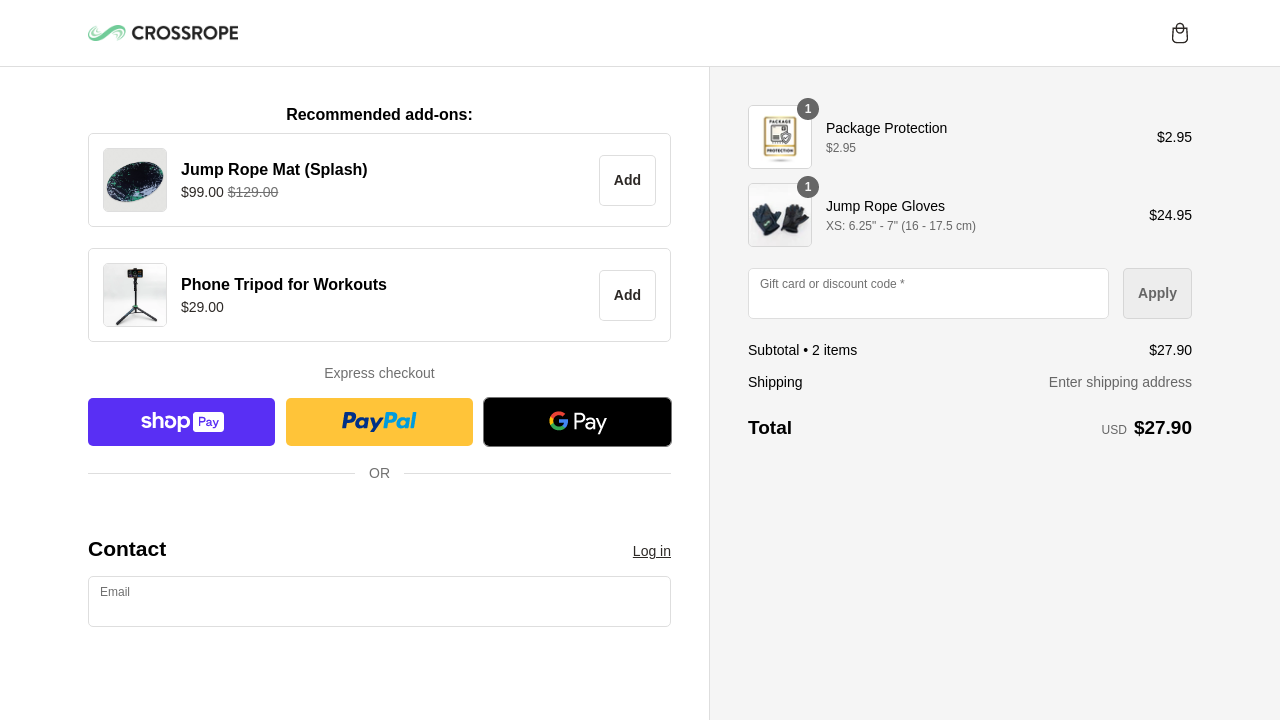 CROSSROPE
Recommended add-ons:
Jump Rope Mat (Splash)
$99.00 $129.00
Add
Phone Tripod for Workouts
$29.00
Add
Express checkout
shop Pay
PayPal
G Pay
OR
Contact
Log in
Email
PACKAGE
PROTECTION
1
Package Protection
$2.95
$2.95
1
Jump Rope Gloves
XS: 6.25" - 7" (16 - 17.5 cm)
$24.95
Gift card or discount code *
Apply
Subtotal • 2 items
$27.90
Shipping
Enter shipping address
Total
USD $27.90